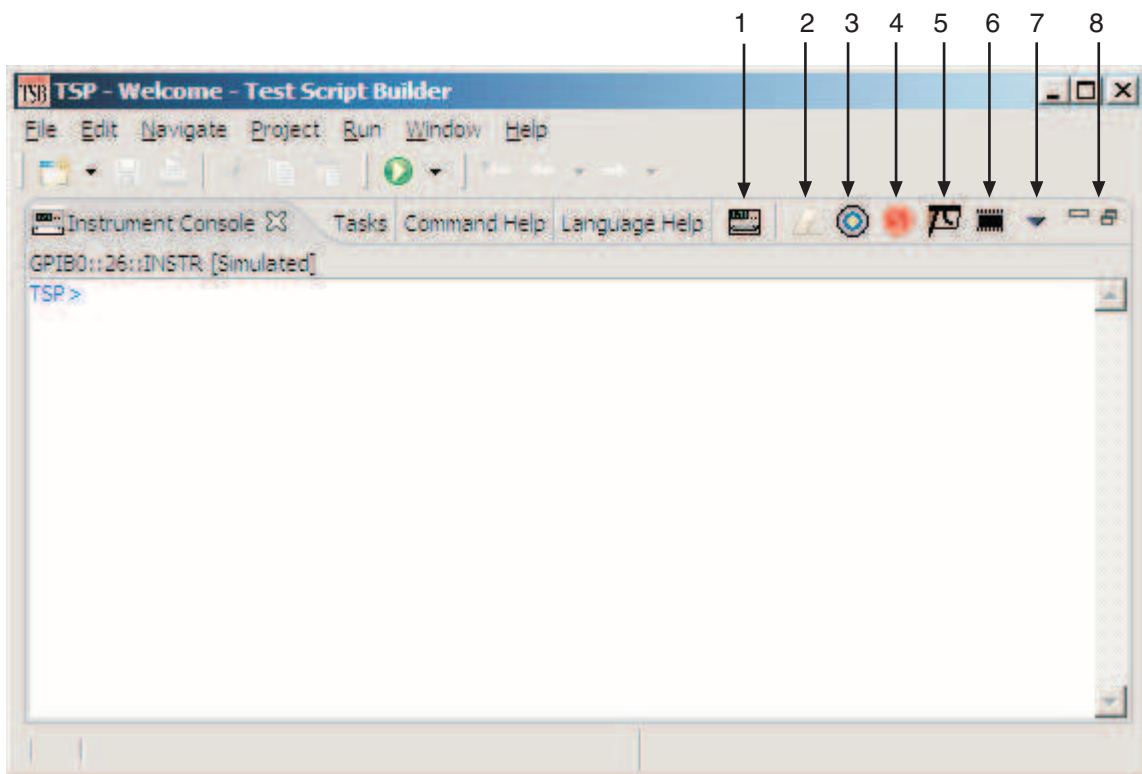 1 2 3 4 5 6 7 8
TSB TSP - Welcome - Test Script Builder
File Edit Navigate Project Run Window Help
Instrument Console Tasks Command Help Language Help
GPIB0::26::INSTR [Simulated]
TSP>